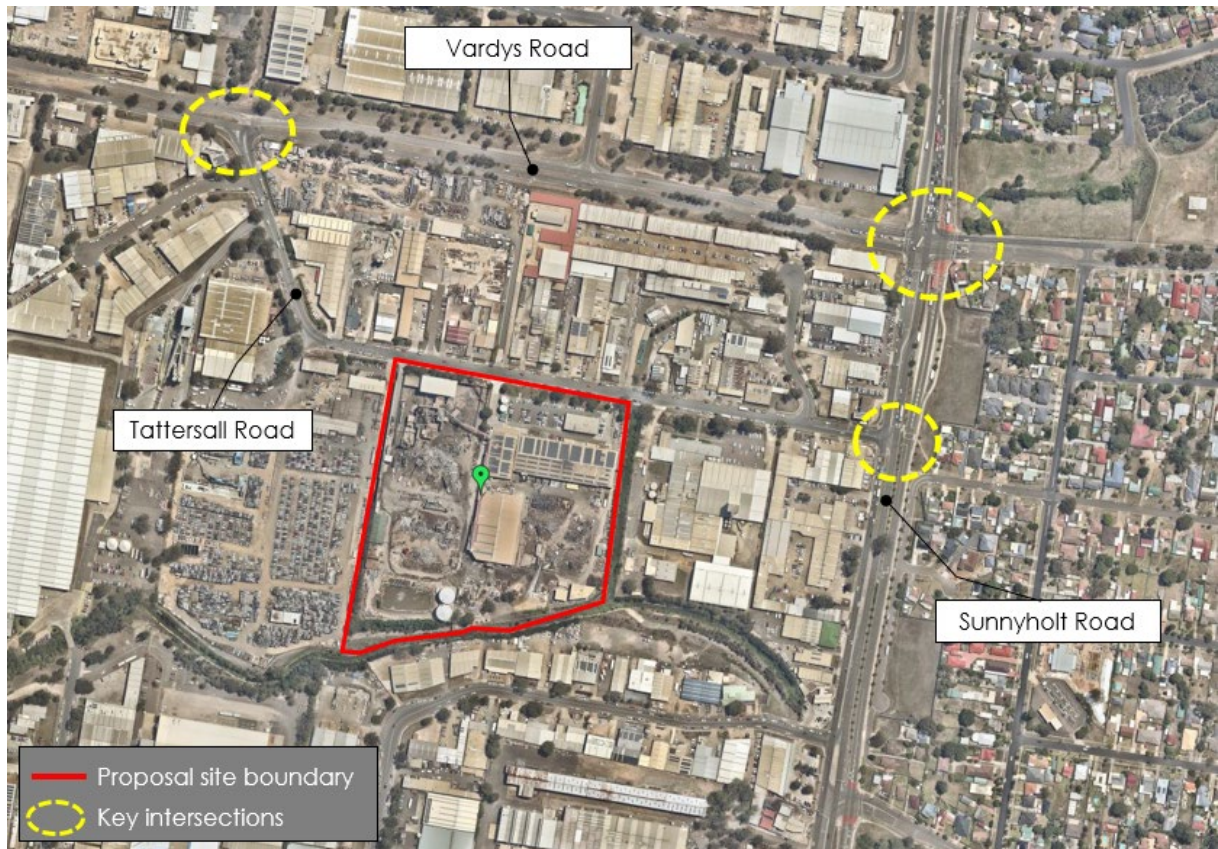 Vardys Road
Tattersall Road
Sunnyholt Road
Proposal site boundary
Key intersections